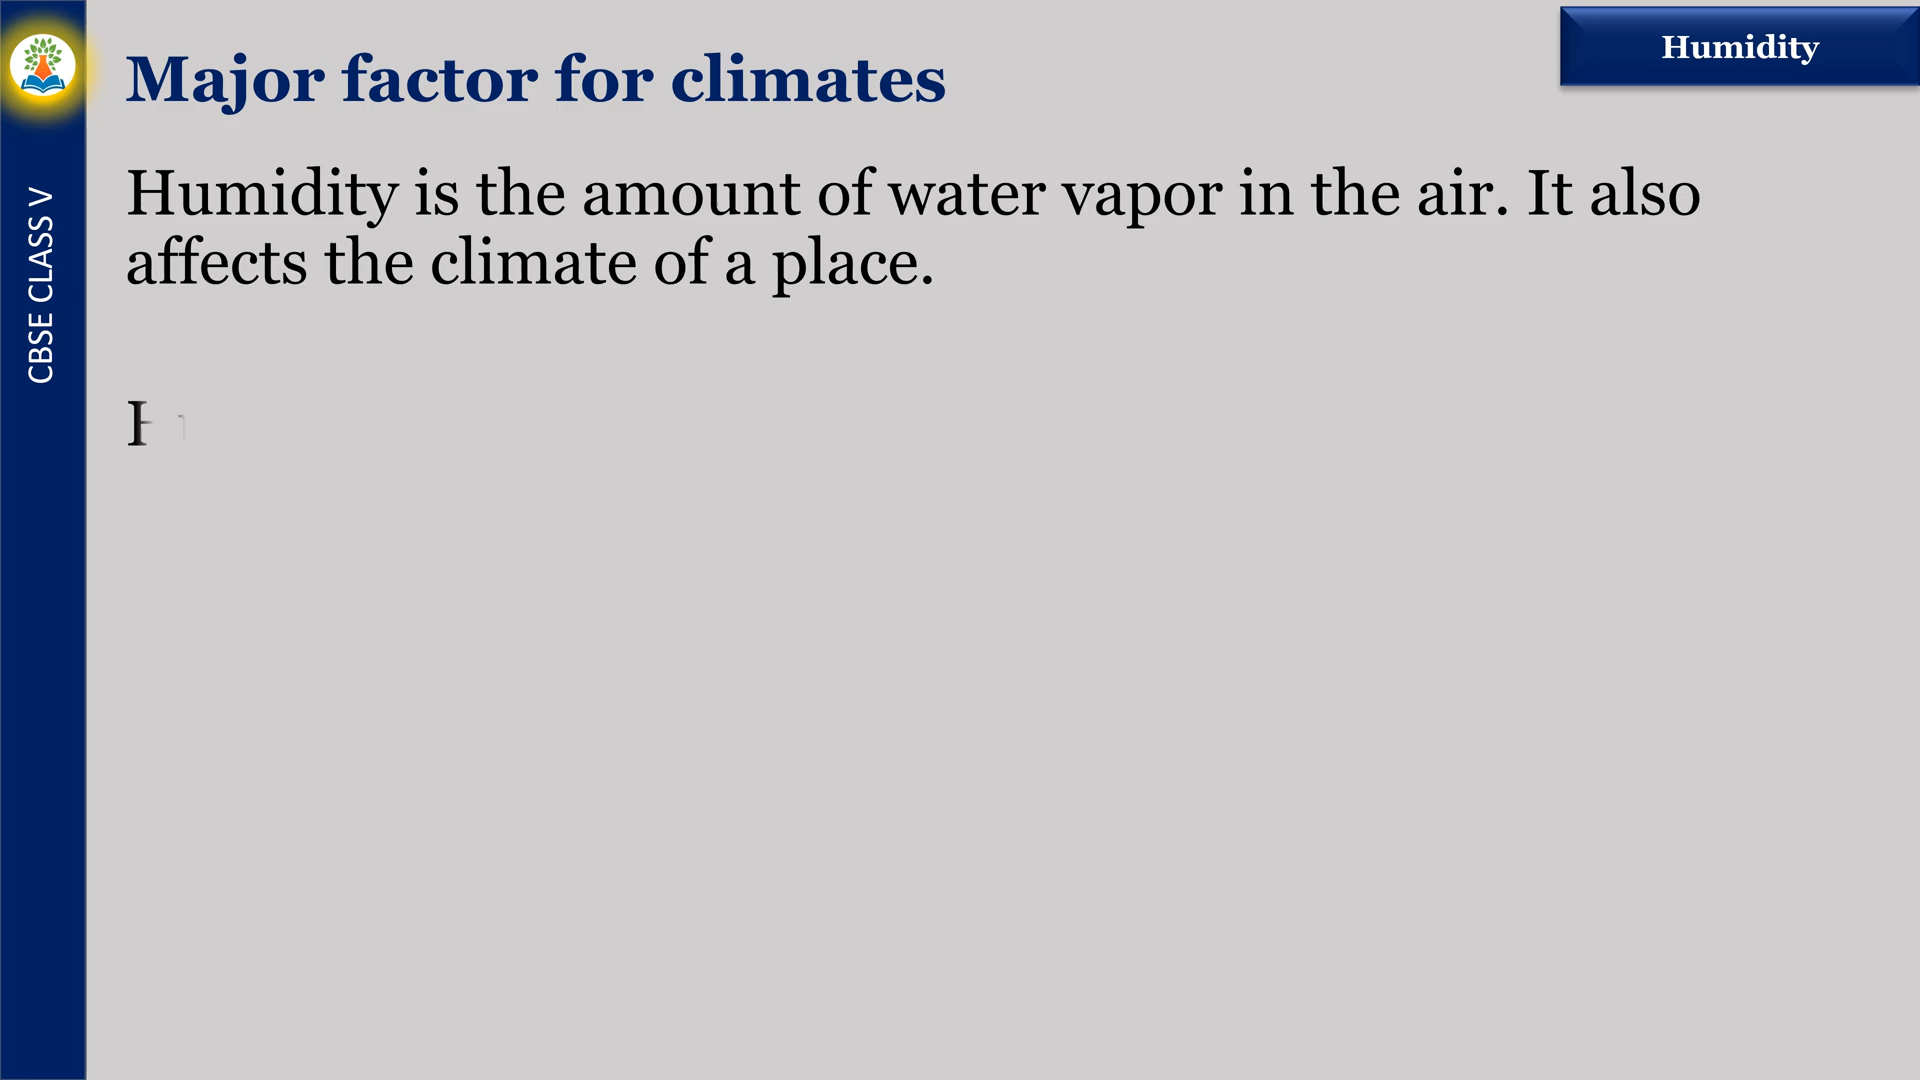 Humidity
Major factor for climates
Humidity is the amount of water vapor in the air. It also
affects the climate of a place.
CBSE CLASS V